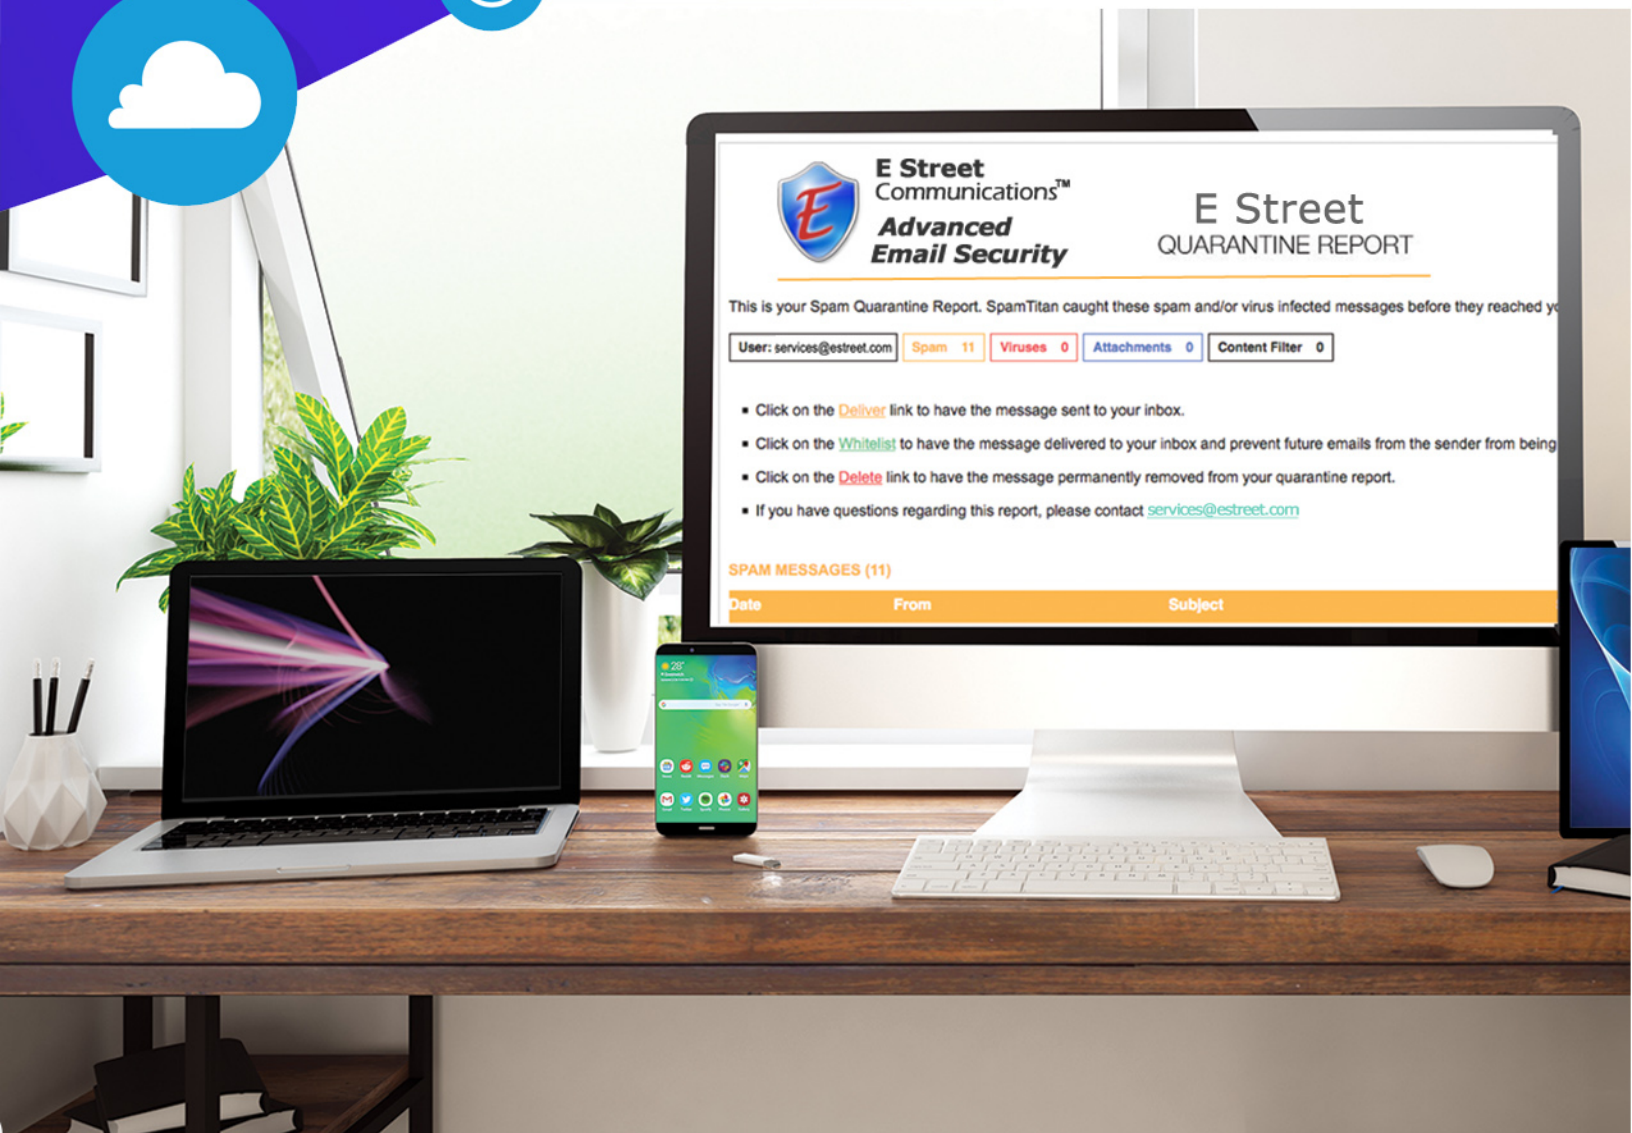 E Street
Communications™
Advanced
Email Security
E Street
QUARANTINE REPORT
This is your Spam Quarantine Report. SpamTitan caught these spam and/or virus infected messages before they reached
User: services@estreet.com Spam 11 Viruses 0 Attachments 0 Content Filter 0
▪ Click on the Deliver link to have the message sent to your inbox.
▪ Click on the Whitelist to have the message delivered to your inbox and prevent future emails from the sender from being
▪ Click on the Delete link to have the message permanently removed from your quarantine report.
▪ If you have questions regarding this report, please contact services@estreet.com
SPAM MESSAGES (11)
Date From Subject
28°